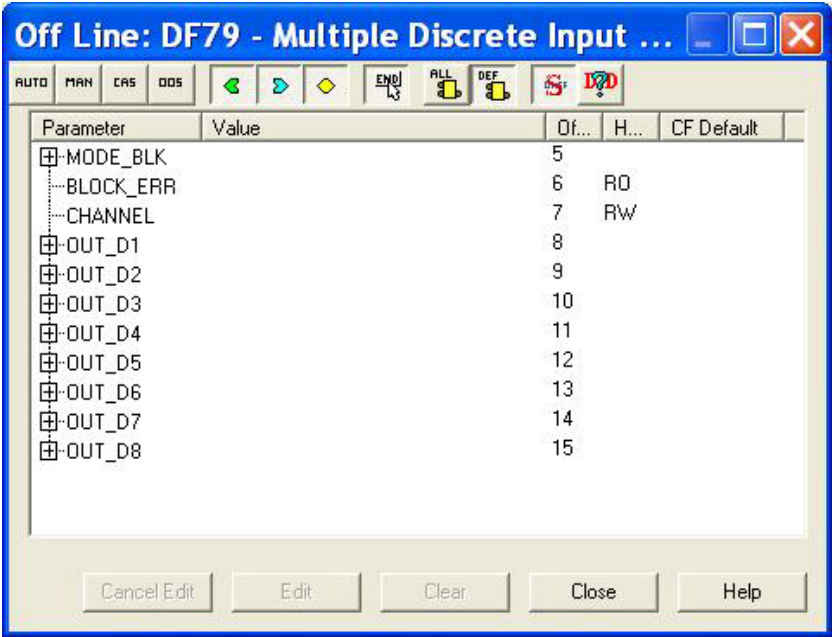 Off Line: DF79 - Multiple Discrete Input ...
AUTO MAN CAS OOS END ALL DEF
Parameter Value Of... H... CF Default
MODE_BLK 5
BLOCK_ERR 6 RO
CHANNEL 7 RW
OUT_D1 8
OUT_D2 9
OUT_D3 10
OUT_D4 11
OUT_D5 12
OUT_D6 13
OUT_D7 14
OUT_D8 15
Cancel Edit Edit Clear Close Help